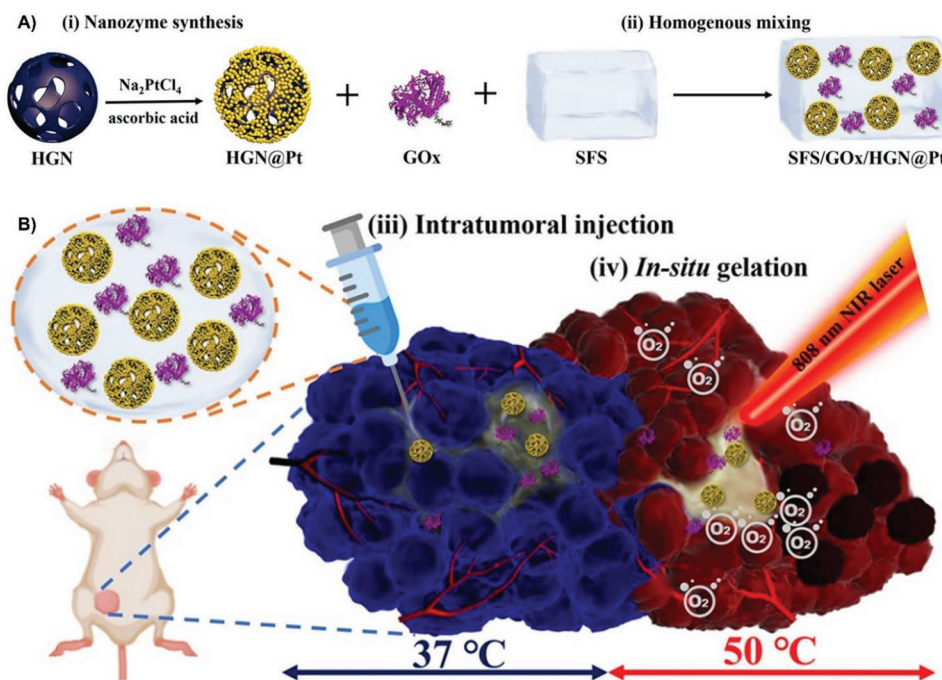 A) (i) Nanozyme synthesis
(ii) Homogenous mixing
Na₂PtCl₄
ascorbic acid
+
+
HGN
HGN@Pt
GOx
SFS
SFS/GOx/HGN@Pt
B)
(iii) Intratumoral injection
(iv) In-situ gelation
808 nm NIR laser
O₂
O₂
O₂
O₂
O₂
O₂
O₂
O₂
37 °C
50 °C